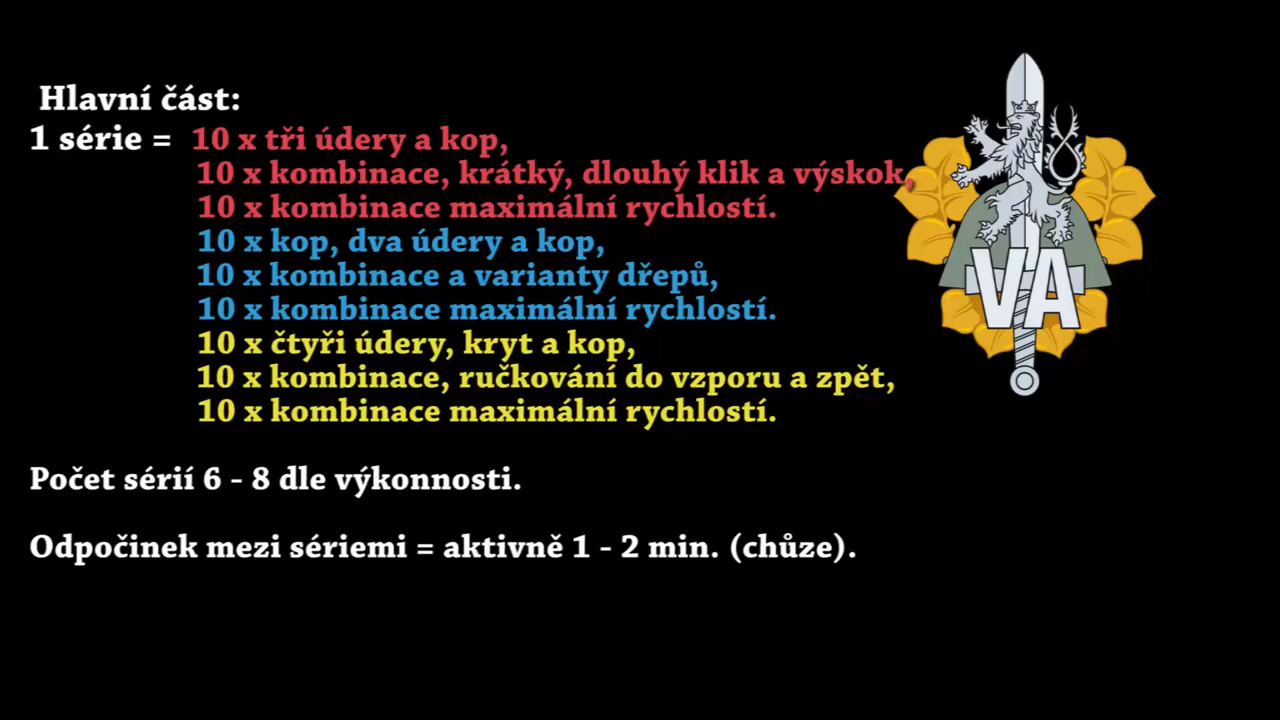 Hlavní část:
1 série = 10 x tři údery a kop,
10 x kombinace, krátký, dlouhý klik a výskok,
10 x kombinace maximální rychlostí.
10 x kop, dva údery a kop,
10 x kombinace a varianty dřepů,
10 x kombinace maximální rychlostí.
10 x čtyři údery, kryt a kop,
10 x kombinace, ručkování do vzporu a zpět,
10 x kombinace maximální rychlostí.
Počet sérií 6 - 8 dle výkonnosti.
Odpočinek mezi sériemi = aktivně 1 - 2 min. (chůze).
VA